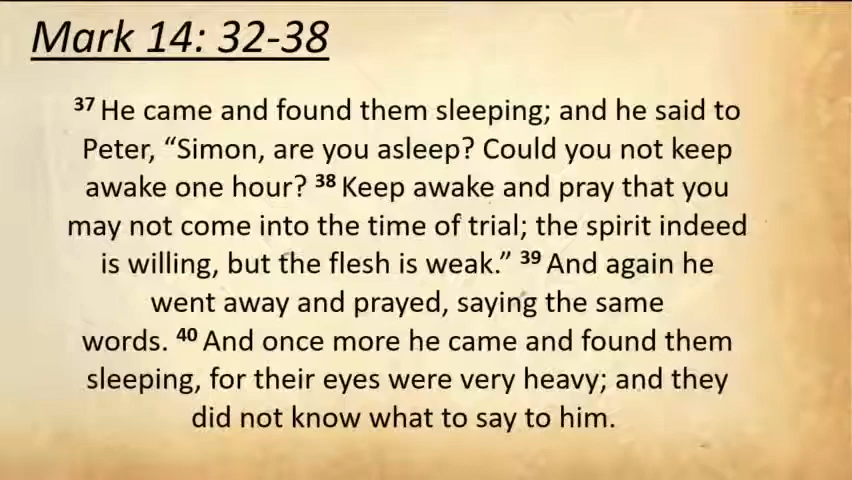 Mark 14: 32-38
37 He came and found them sleeping; and he said to
Peter, “Simon, are you asleep? Could you not keep
awake one hour? 38 Keep awake and pray that you
may not come into the time of trial; the spirit indeed
is willing, but the flesh is weak.” 39 And again he
went away and prayed, saying the same
words. 40 And once more he came and found them
sleeping, for their eyes were very heavy; and they
did not know what to say to him.